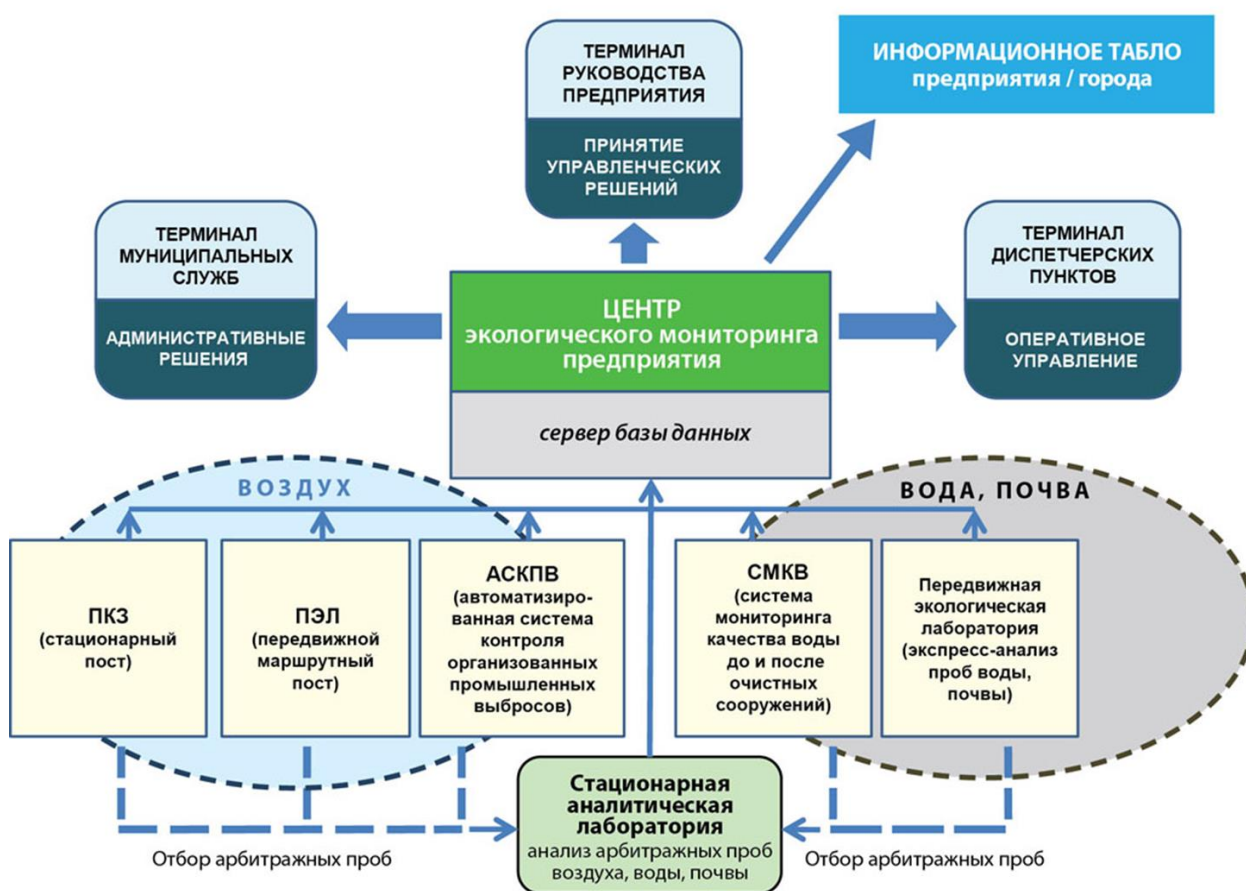 ТЕРМИНАЛ
РУКОВОДСТВА
ПРЕДПРИЯТИЯ
ПРИНЯТИЕ
УПРАВЛЕНЧЕСКИХ
РЕШЕНИЙ
ИНФОРМАЦИОННОЕ ТАБЛО
предприятия / города
ТЕРМИНАЛ
МУНИЦИПАЛЬНЫХ
СЛУЖБ
АДМИНИСТРАТИВНЫЕ
РЕШЕНИЯ
ЦЕНТР
экологического мониторинга
предприятия
сервер базы данных
ТЕРМИНАЛ
ДИСПЕТЧЕРСКИХ
ПУНКТОВ
ОПЕРАТИВНОЕ
УПРАВЛЕНИЕ
ВОЗДУХ
ВОДА, ПОЧВА
ПКЗ
(стационарный
пост)
ПЭЛ
(передвижной
маршрутный
пост)
АСКПВ
(автоматизиро-
ванная система
контроля
организованных
промышленных
выбросов)
СМКВ
(система
мониторинга
качества воды
до и после
очистных
сооружений)
Передвижная
экологическая
лаборатория
(экспресс-анализ
проб воды,
почвы)
Отбор арбитражных проб
Стационарная
аналитическая
лаборатория
анализ арбитражных проб
воздуха, воды, почвы
Отбор арбитражных проб